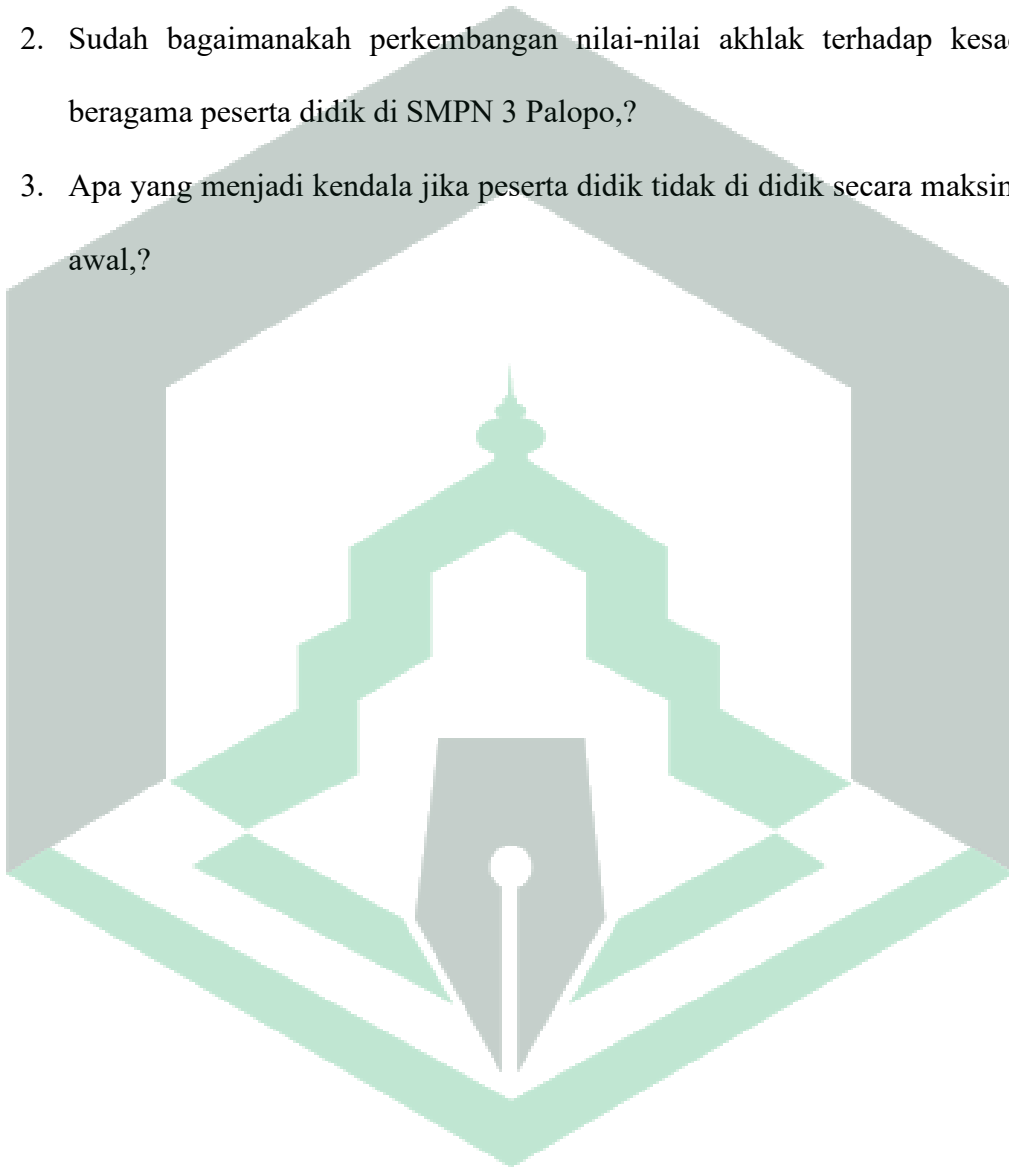 2. Sudah bagaimanakah perkembangan nilai-nilai akhlak terhadap
beragama peserta didik di SMPN 3 Palopo,?
3. Apa yang menjadi kendala jika peserta didik tidak di didik secara
awal,?